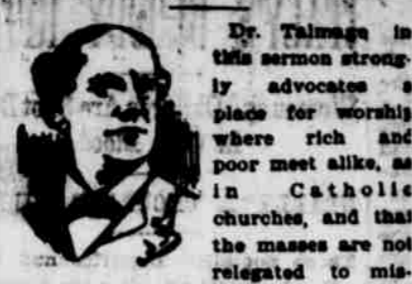 Dr. Talmage in
this sermon strong-
ly advocates a
place for worship
where rich and
poor meet alike, as
in Catholic
churches, and that
the masses are not
relegated to mis-